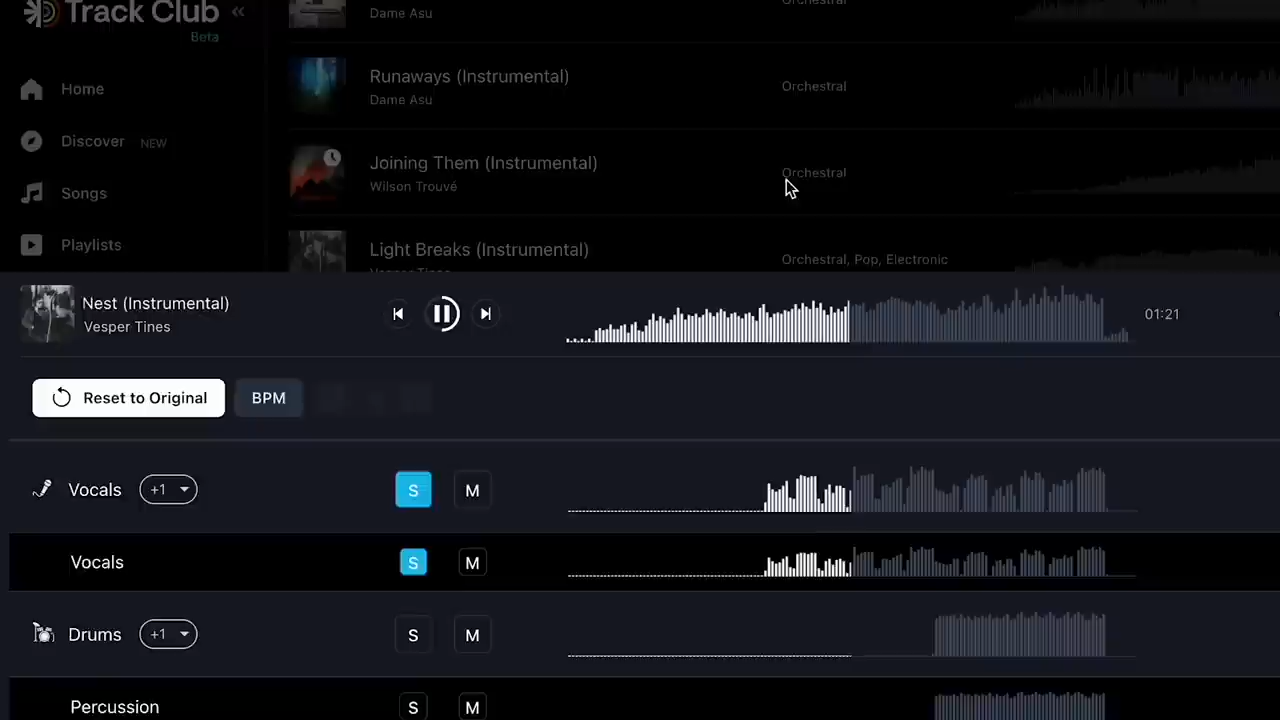 Track Club
Beta
Home
Discover NEW
Songs
Playlists
Dame Asu
Orchestral
Runaways (Instrumental)
Dame Asu
Orchestral
Joining Them (Instrumental)
Wilson Trouvé
Orchestral
Light Breaks (Instrumental)
Vesper Tines
Orchestral, Pop, Electronic
Nest (Instrumental)
Vesper Tines
01:21
Reset to Original
BPM
Vocals +1 S M
Vocals S M
Drums +1 S M
Percussion S M